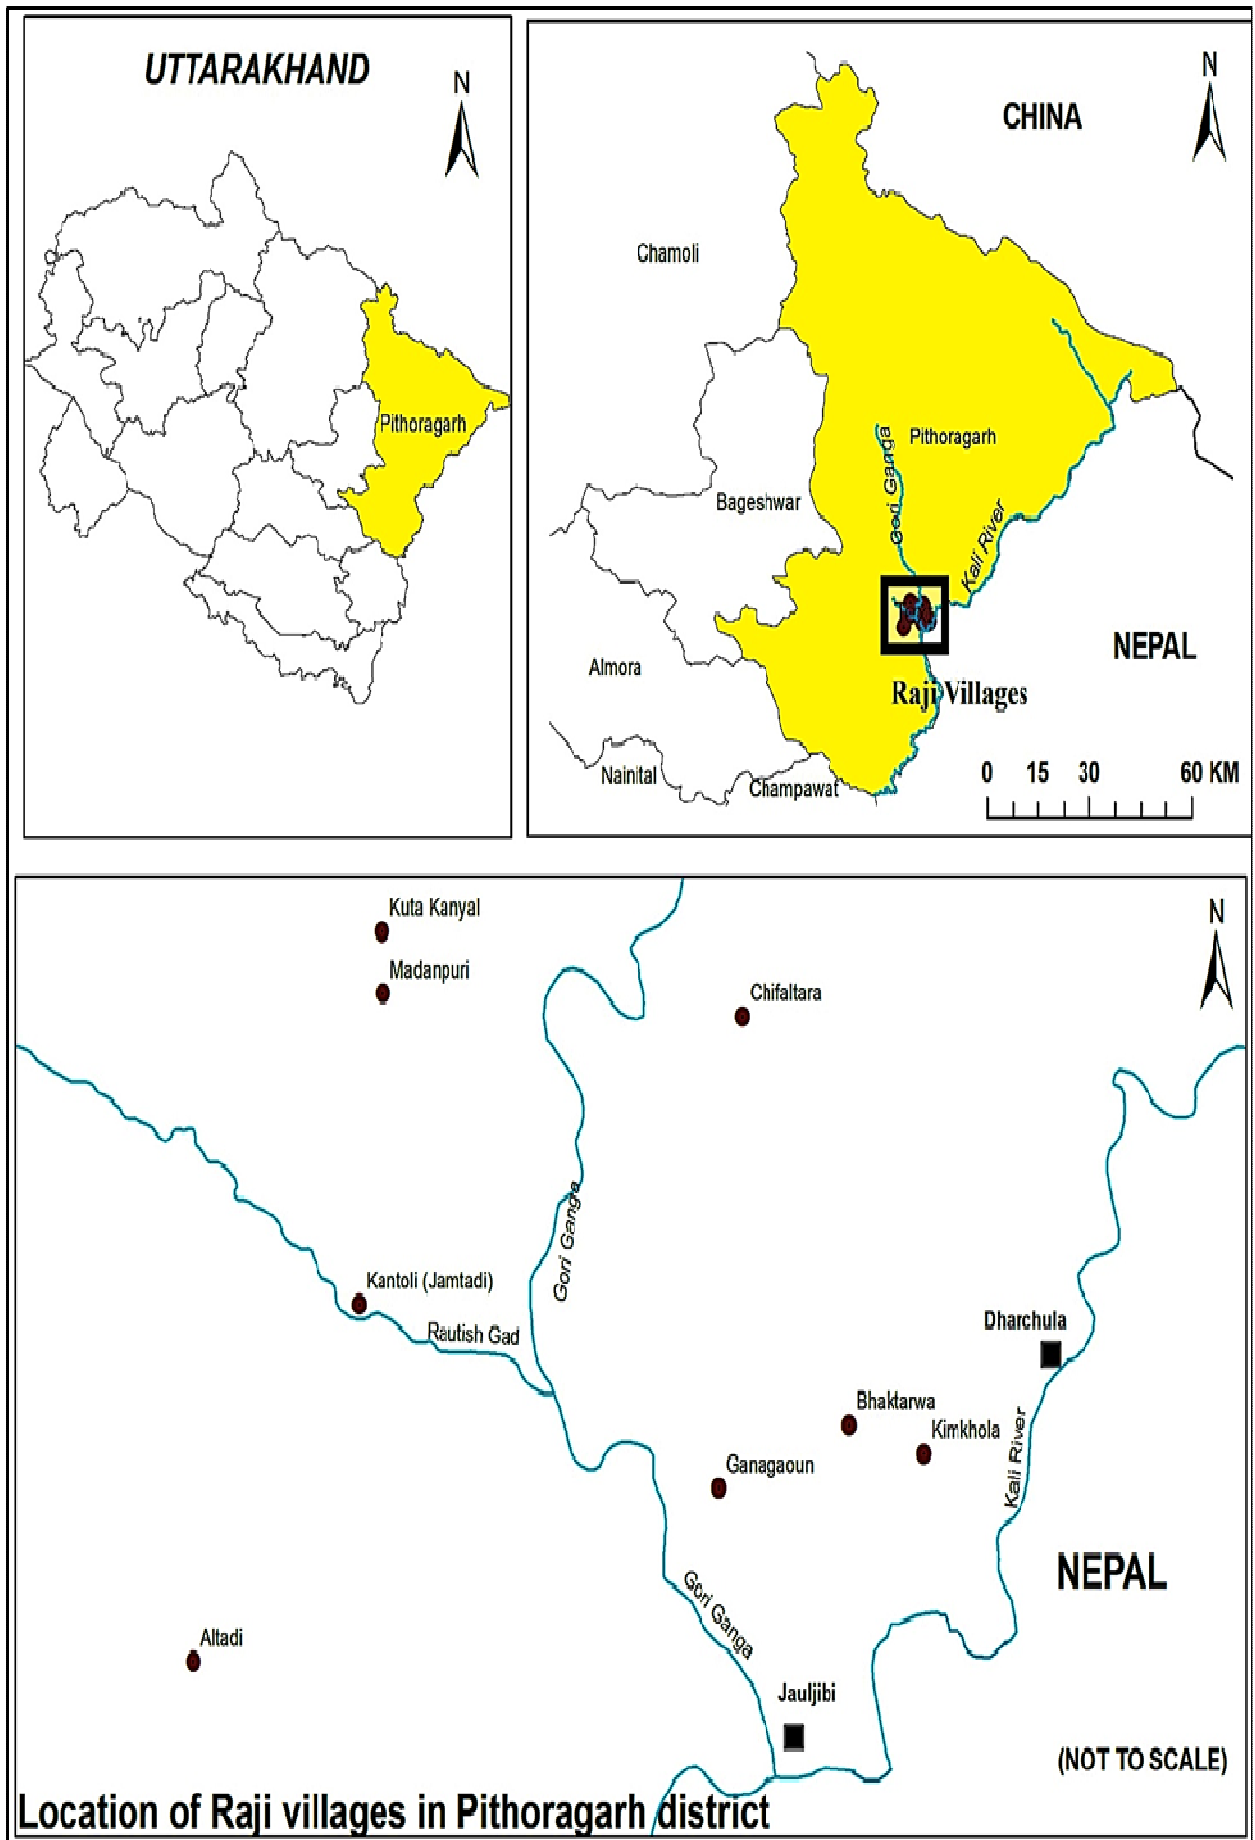 UTTARAKHAND
N
Pithoragarh
N
CHINA
Chamoli
Gori Ganga
Pithoragarh
Bageshwar
Kali River
NEPAL
Almora
Raji Villages
Nainital
Champawat
0 15 30 60 KM
N
Kuta Kanyal
Madanpuri
Chifaltara
Gori Ganga
Kantoli (Jamtadi)
Rautish Gad
Dharchula
Bhaktarwa
Kimkhola
Kali River
Ganagaoun
NEPAL
Gori Ganga
Altadi
Jauljibi
(NOT TO SCALE)
Location of Raji villages in Pithoragarh district